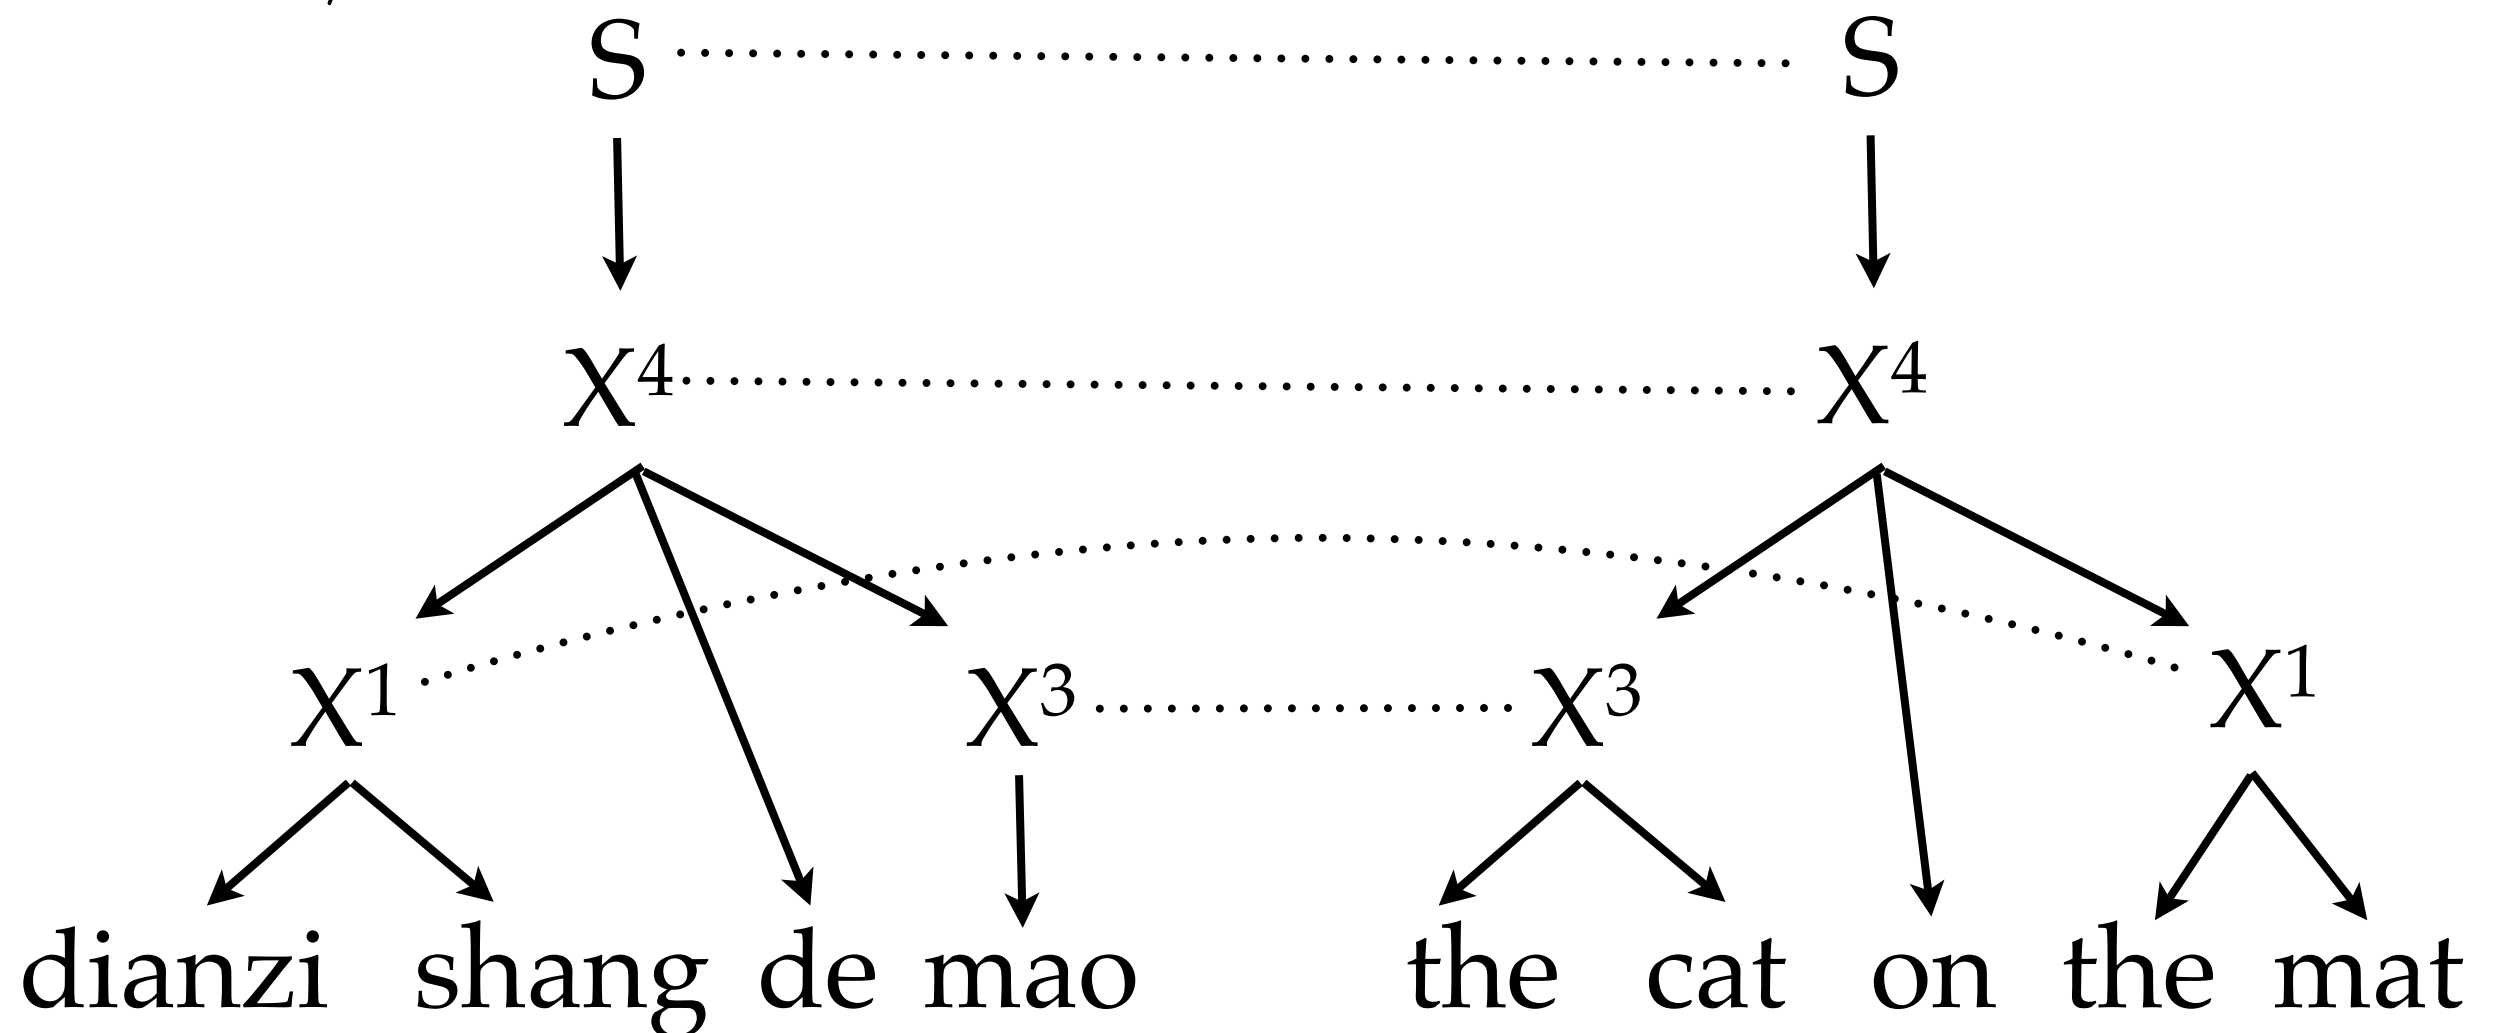 S S
X4 X4
X1 X3 X3 X1
dianzi shang de mao the cat on the mat